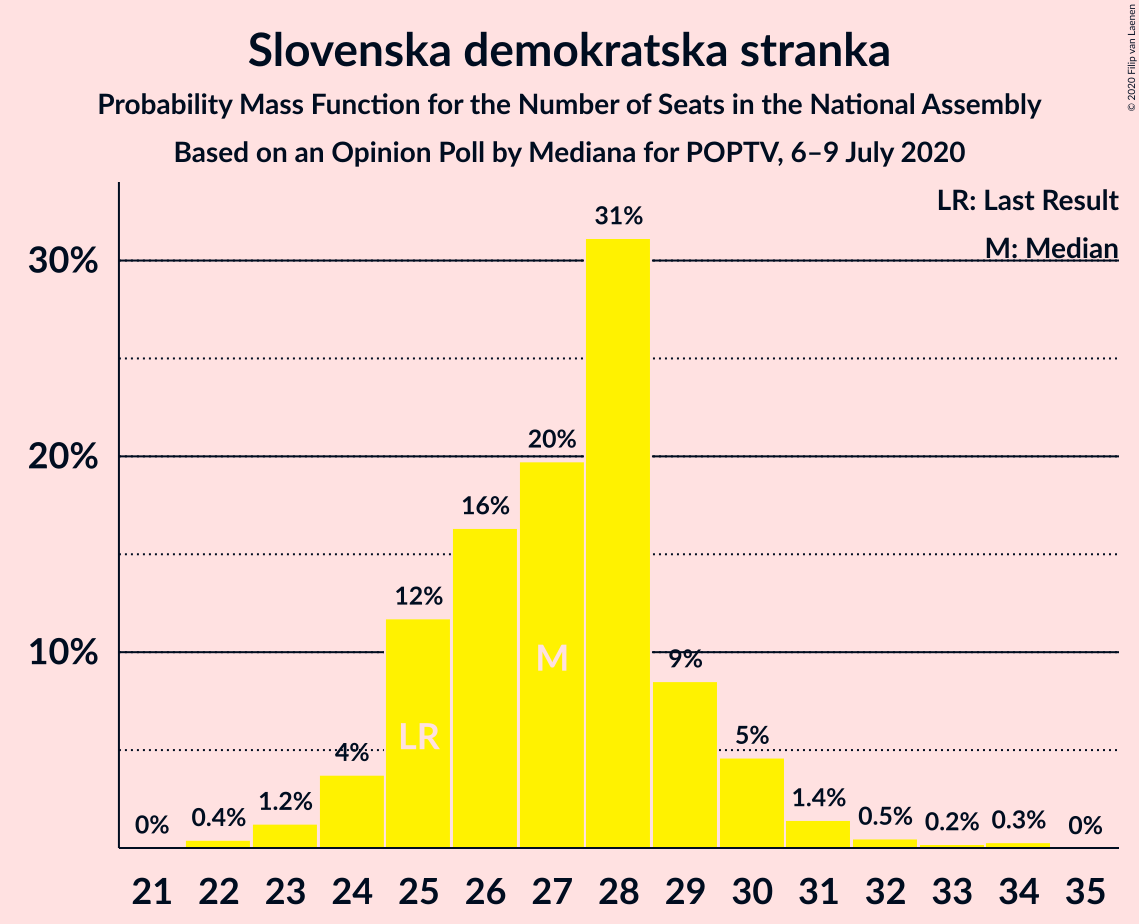 Slovenska demokratska stranka
Probability Mass Function for the Number of Seats in the National Assembly
Based on an Opinion Poll by Mediana for POPTV, 6–9 July 2020
© 2020 Filip van Laenen
LR: Last Result
M: Median
30%
20%
10%
0%
0.4%
1.2%
4%
12%
16%
20%
31%
9%
5%
1.4%
0.5%
0.2%
0.3%
0%
LR
M
21 22 23 24 25 26 27 28 29 30 31 32 33 34 35